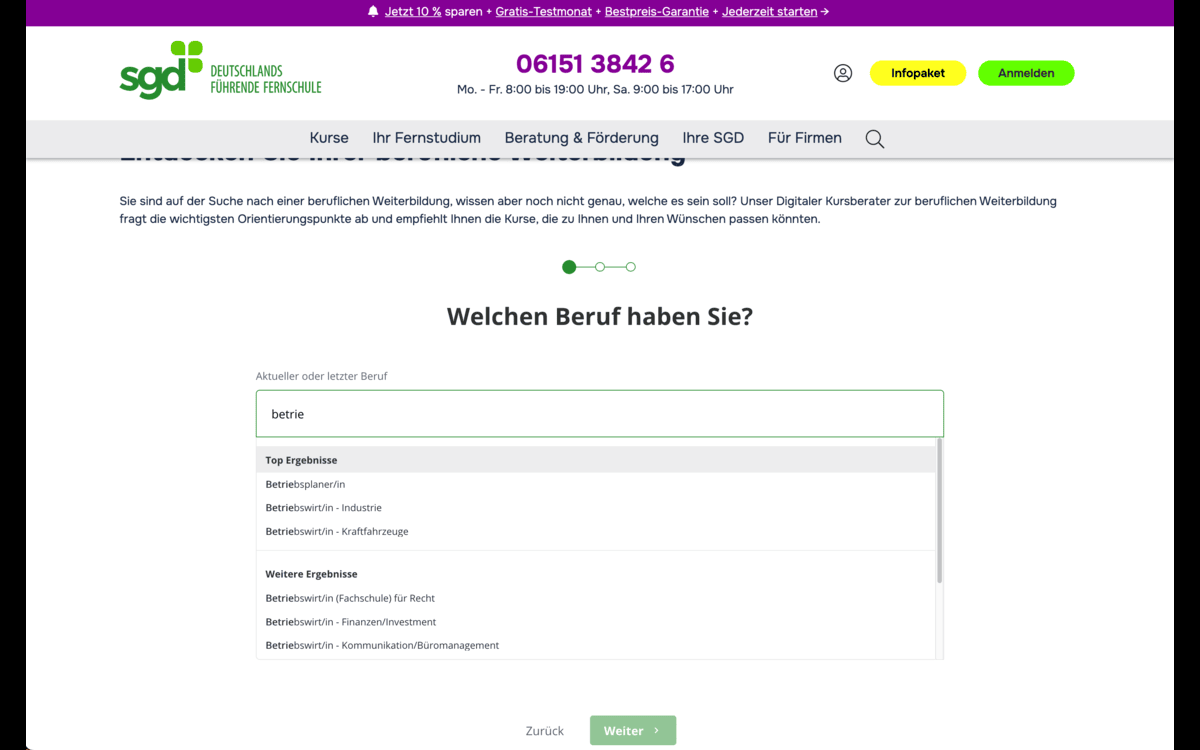 Jetzt 10 % sparen + Gratis-Testmonat + Bestpreis-Garantie + Jederzeit starten →
sgd DEUTSCHLANDS
FÜHRENDE FERNSCHULE
06151 3842 6
Mo. - Fr. 8:00 bis 19:00 Uhr, Sa. 9:00 bis 17:00 Uhr
Infopaket
Anmelden
Kurse Ihr Fernstudium Beratung & Förderung Ihre SGD Für Firmen
Entdecken Sie Ihrer berufliche Weiterbildung
Sie sind auf der Suche nach einer beruflichen Weiterbildung, wissen aber noch nicht genau, welche es sein soll? Unser Digitaler Kursberater zur beruflichen Weiterbildung
fragt die wichtigsten Orientierungspunkte ab und empfiehlt Ihnen die Kurse, die zu Ihnen und Ihren Wünschen passen könnten.
Welchen Beruf haben Sie?
Aktueller oder letzter Beruf
betrie
Top Ergebnisse
Betriebsplaner/in
Betriebswirt/in - Industrie
Betriebswirt/in - Kraftfahrzeuge
Weitere Ergebnisse
Betriebswirt/in (Fachschule) für Recht
Betriebswirt/in - Finanzen/Investment
Betriebswirt/in - Kommunikation/Büromanagement
Zurück
Weiter